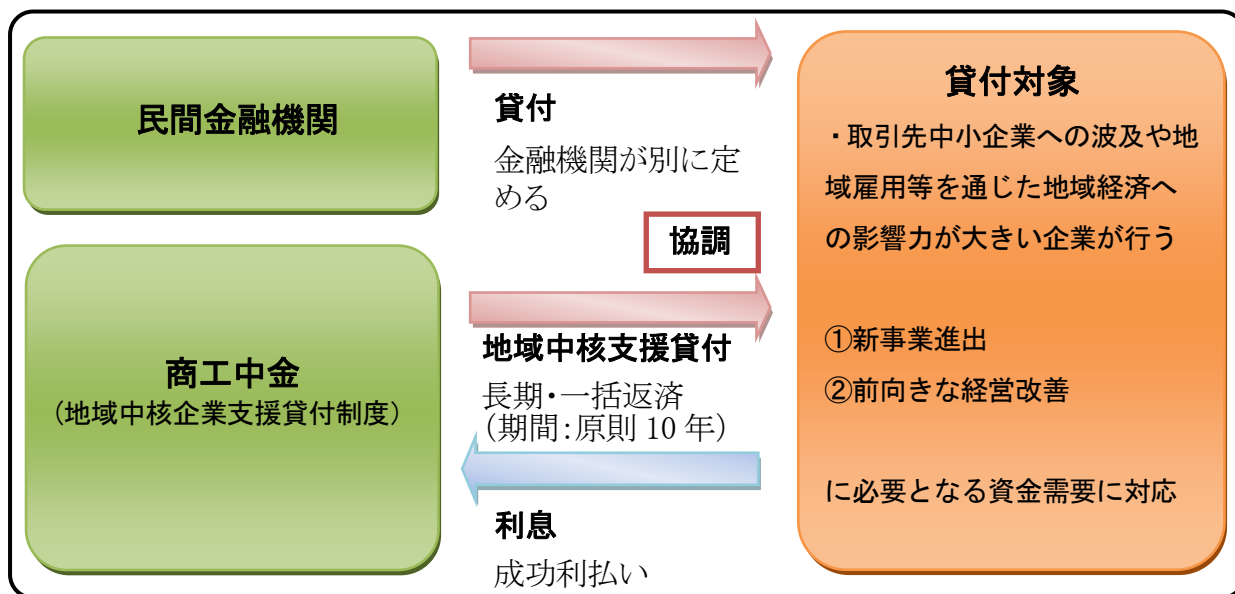 民間金融機関
貸付
金融機関が別に定
める
協調
商工中金
（地域中核企業支援貸付制度）
地域中核支援貸付
長期・一括返済
（期間：原則 10 年）
利息
成功利払い
貸付対象
・取引先中小企業への波及や地
域雇用等を通じた地域経済へ
の影響力が大きい企業が行う
①新事業進出
②前向きな経営改善
に必要となる資金需要に対応